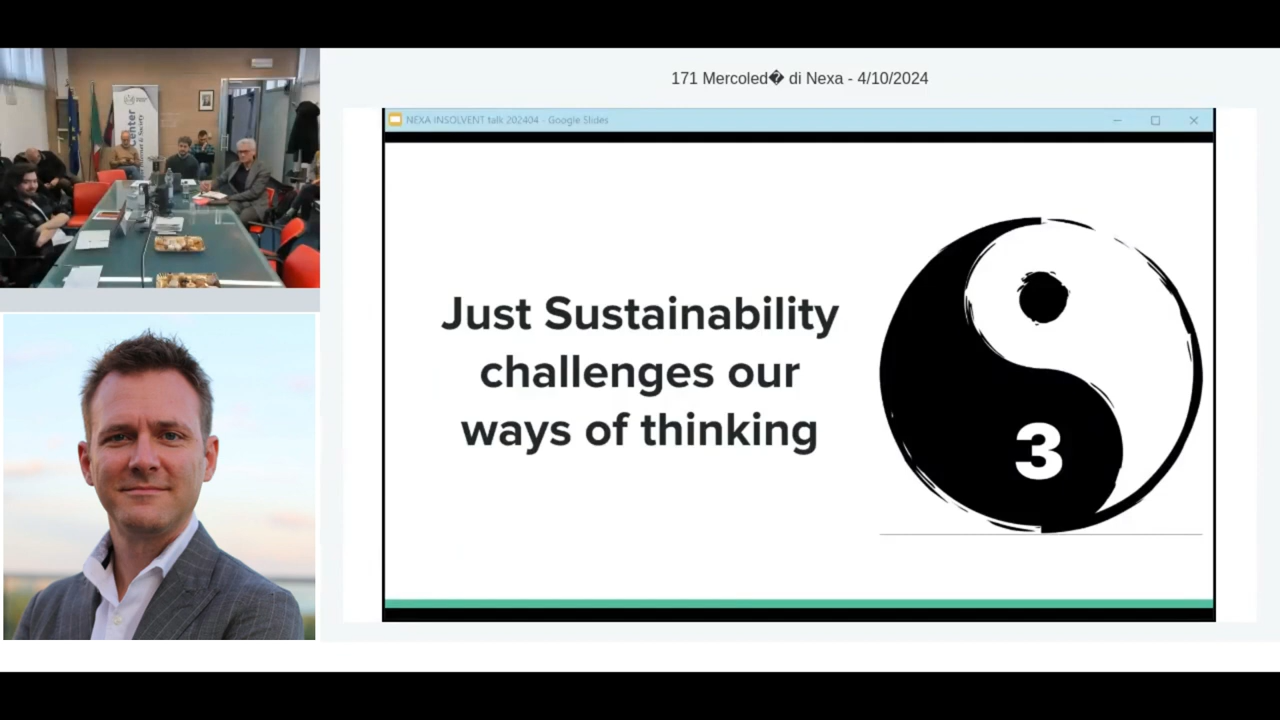 171 Mercoled� di Nexa - 4/10/2024
NEXA INSOLVENT talk 202404 - Google Slides
Just Sustainability
challenges our
ways of thinking
3
Center